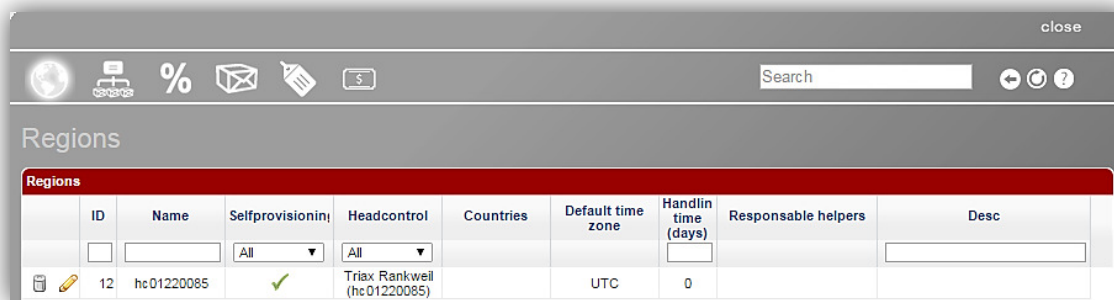 close
%
$
Search
?
Regions
Regions
ID Name Selfprovisioning Headcontrol Countries Default time zone Handlin time (days) Responsable helpers Desc
All ▼ All ▼
12 hc01220085 ✓ Triax Rankweil (hc01220085) UTC 0